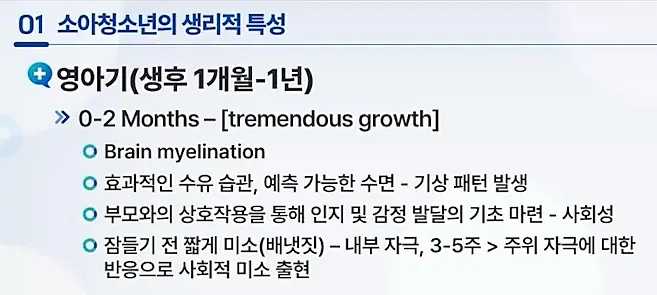 01 소아청소년의 생리적 특성
영아기(생후 1개월-1년)
0-2 Months – [tremendous growth]
Brain myelination
효과적인 수유 습관, 예측 가능한 수면 - 기상 패턴 발생
부모와의 상호작용을 통해 인지 및 감정 발달의 기초 마련 - 사회성
잠들기 전 짧게 미소(배냇짓) – 내부 자극, 3-5주 > 주위 자극에 대한
반응으로 사회적 미소 출현